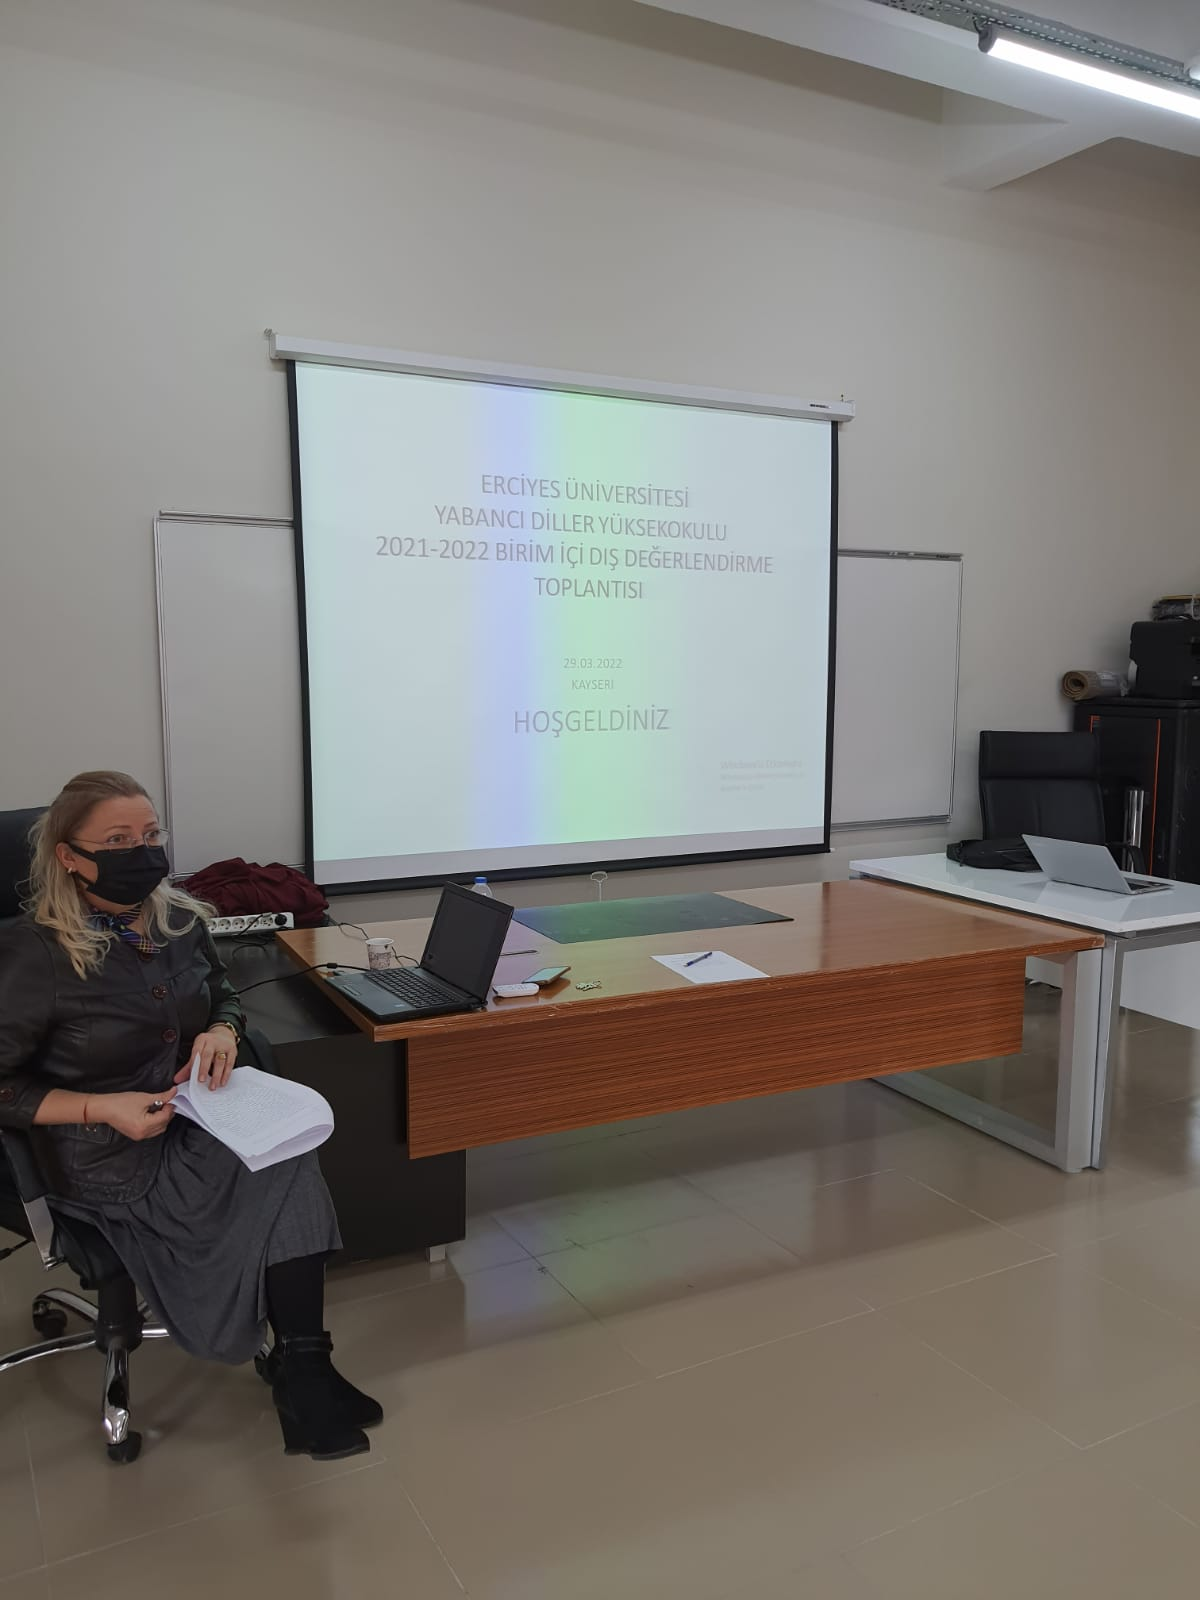 ERCİYES ÜNİVERSİTESİ
YABANCI DİLLER YÜKSEKOKULU
2021-2022 BİRİM İÇİ DIŞ DEĞERLENDİRME
TOPLANTISI
29.03.2022
KAYSERİ
HOŞGELDİNİZ